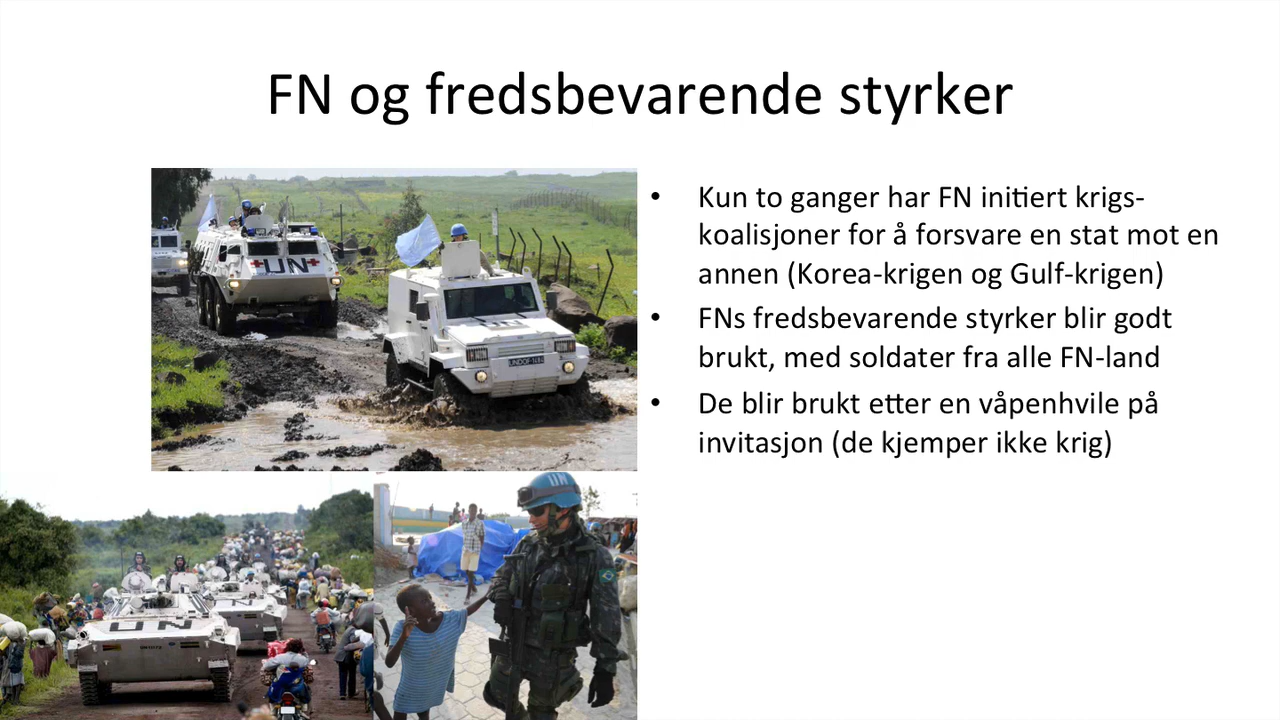 FN og fredsbevarende styrker
• Kun to ganger har FN initiert krigs-
koalisjoner for å forsvare en stat mot en
annen (Korea-krigen og Gulf-krigen)
• FNs fredsbevarende styrker blir godt
brukt, med soldater fra alle FN-land
• De blir brukt etter en våpenhvile på
invitasjon (de kjemper ikke krig)
UN
UN
UN
UN
UN